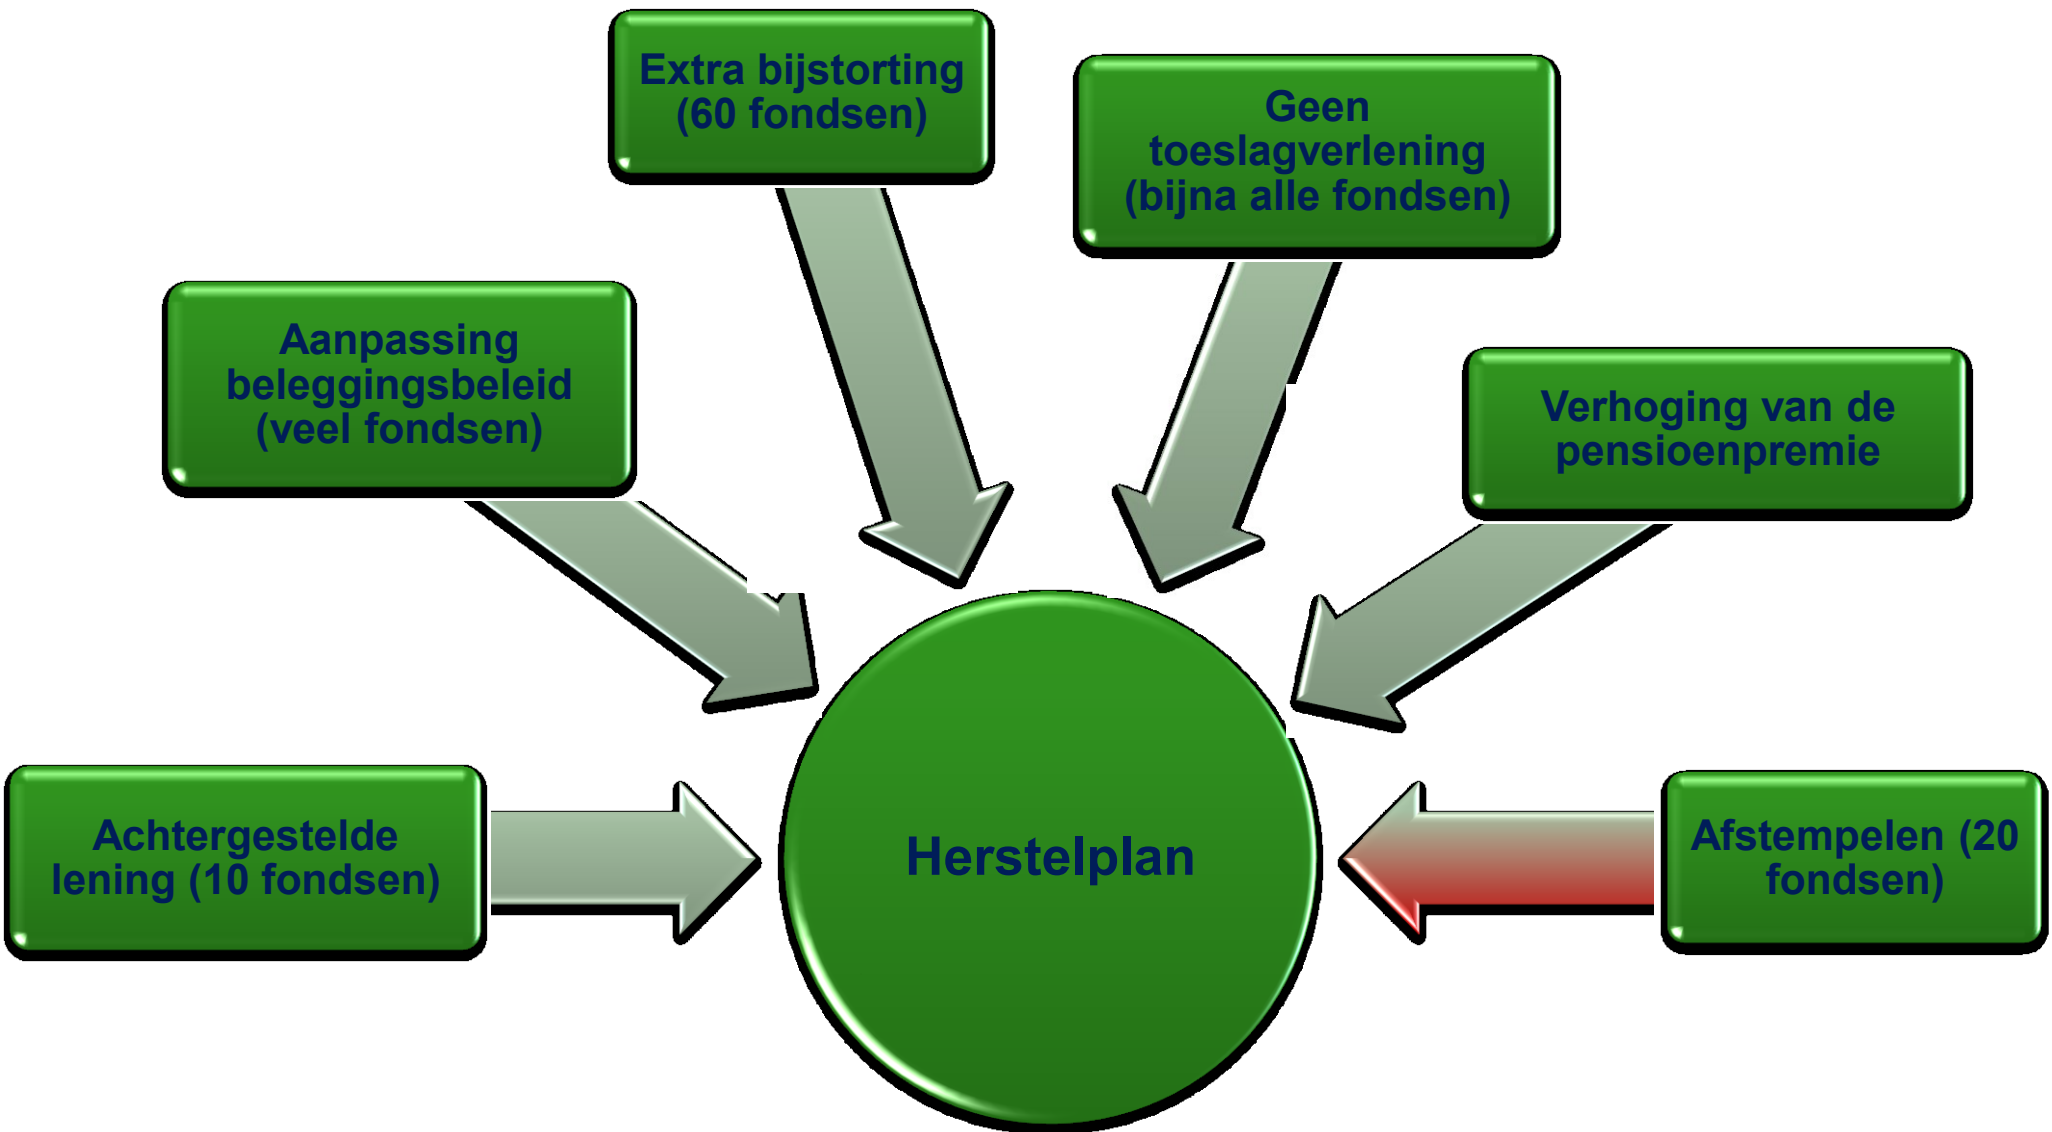 Extra bijstorting
(60 fondsen)
Geen
toeslagverlening
(bijna alle fondsen)
Aanpassing
beleggingsbeleid
(veel fondsen)
Verhoging van de
pensioenpremie
Achtergestelde
lening (10 fondsen)
Herstelplan
Afstempelen (20
fondsen)